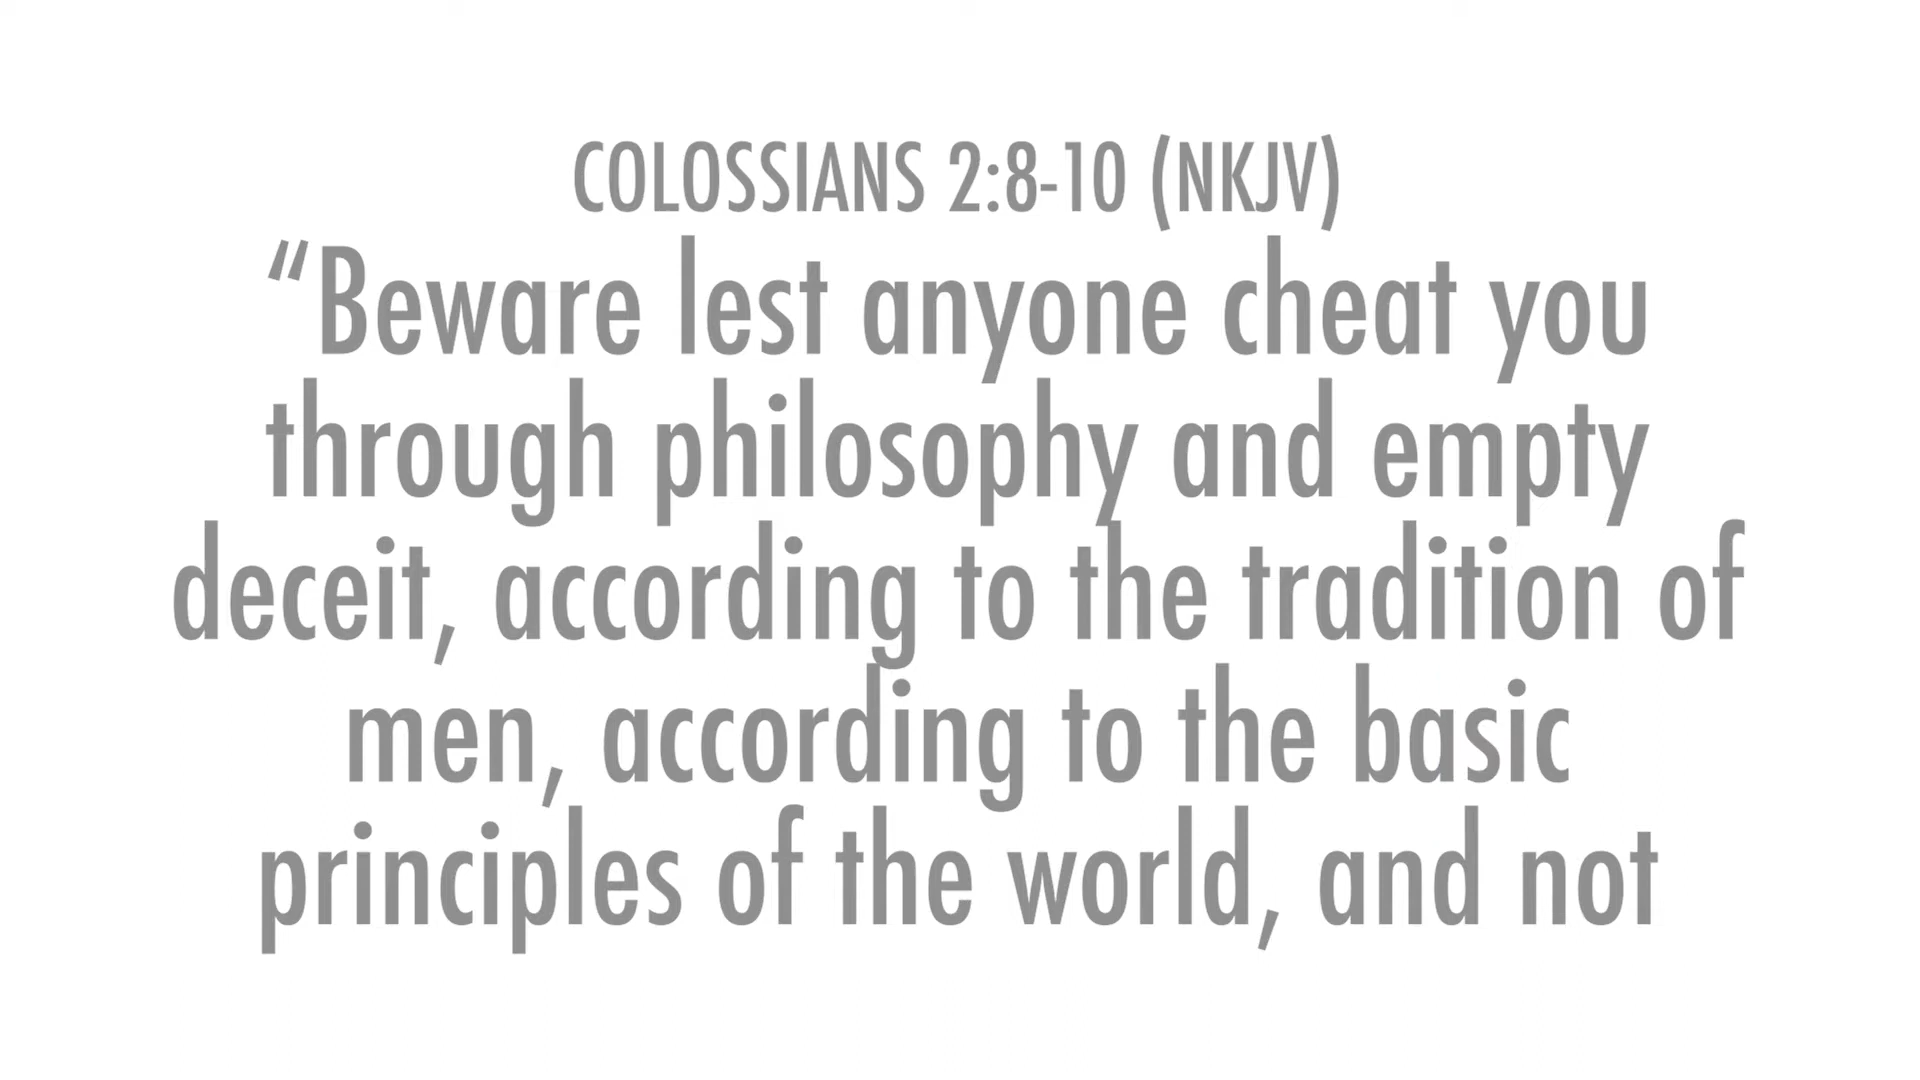 COLOSSIANS 2:8-10 (NKJV)
“Beware lest anyone cheat you
through philosophy and empty
deceit, according to the tradition of
men, according to the basic
principles of the world, and not